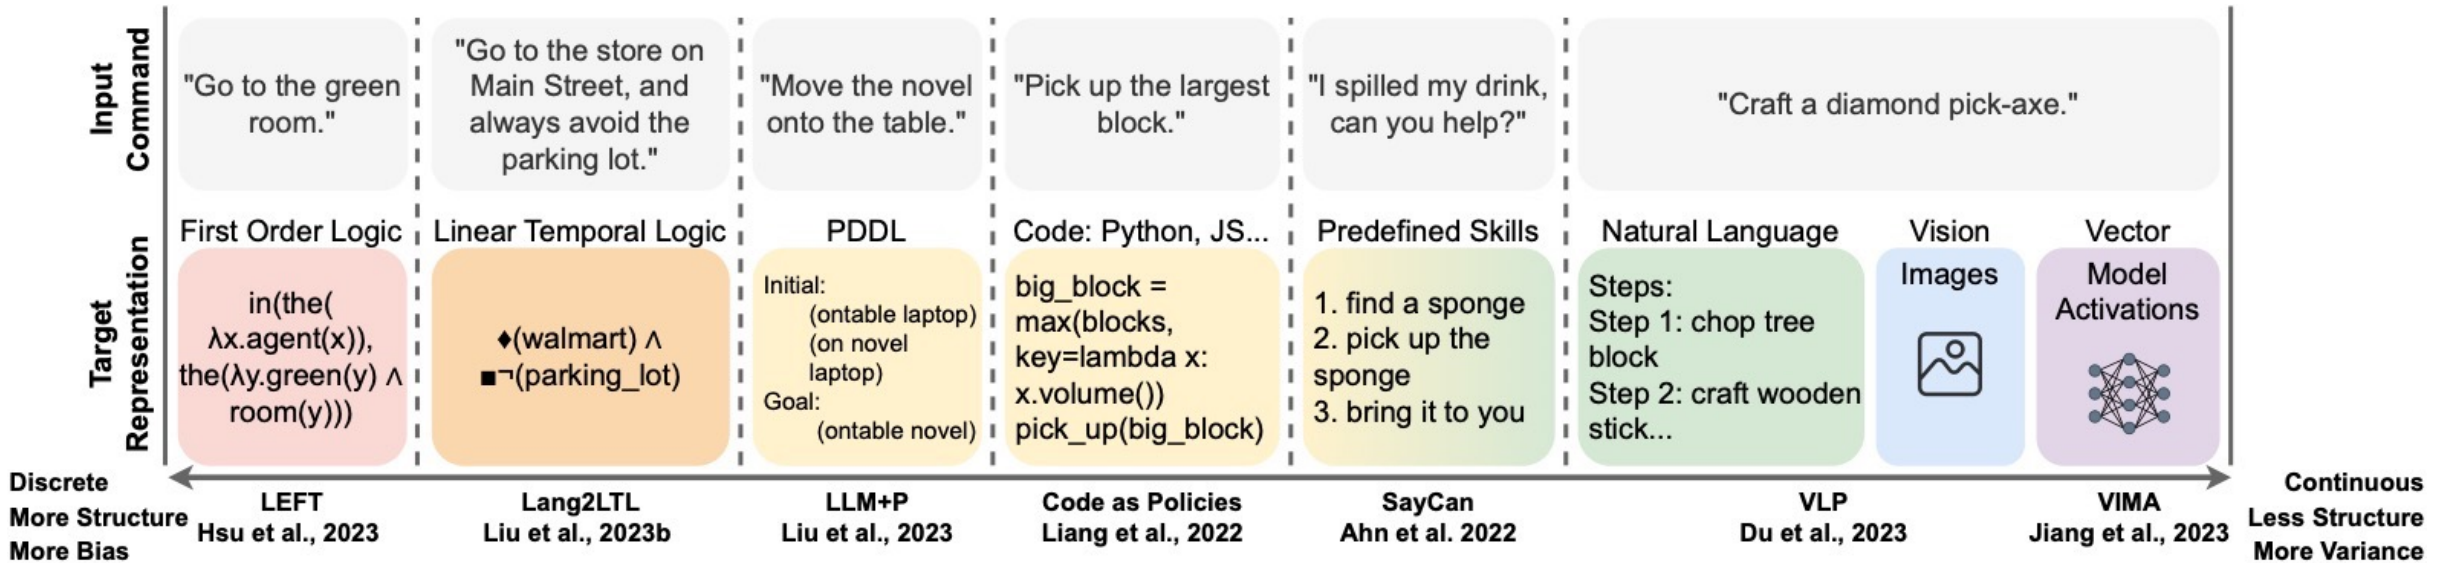 Input
Command
"Go to the green
room."
"Go to the store on
Main Street, and
always avoid the
parking lot."
"Move the novel
onto the table."
"Pick up the largest
block."
"I spilled my drink,
can you help?"
"Craft a diamond pick-axe."
Target
Representation
First Order Logic
in(the(
λx.agent(x)),
the(λy.green(y) ∧
room(y)))
Linear Temporal Logic
♦(walmart) ∧
■¬(parking_lot)
PDDL
Initial:
(ontable laptop)
(on novel
laptop)
Goal:
(ontable novel)
Code: Python, JS...
big_block =
max(blocks,
key=lambda x:
x.volume())
pick_up(big_block)
Predefined Skills
1. find a sponge
2. pick up the
sponge
3. bring it to you
Natural Language
Steps:
Step 1: chop tree
block
Step 2: craft wooden
stick...
Vision
Images
Vector
Model
Activations
Discrete
More Structure
More Bias
LEFT
Hsu et al., 2023
Lang2LTL
Liu et al., 2023b
LLM+P
Liu et al., 2023
Code as Policies
Liang et al., 2022
SayCan
Ahn et al. 2022
VLP
Du et al., 2023
VIMA
Jiang et al., 2023
Continuous
Less Structure
More Variance